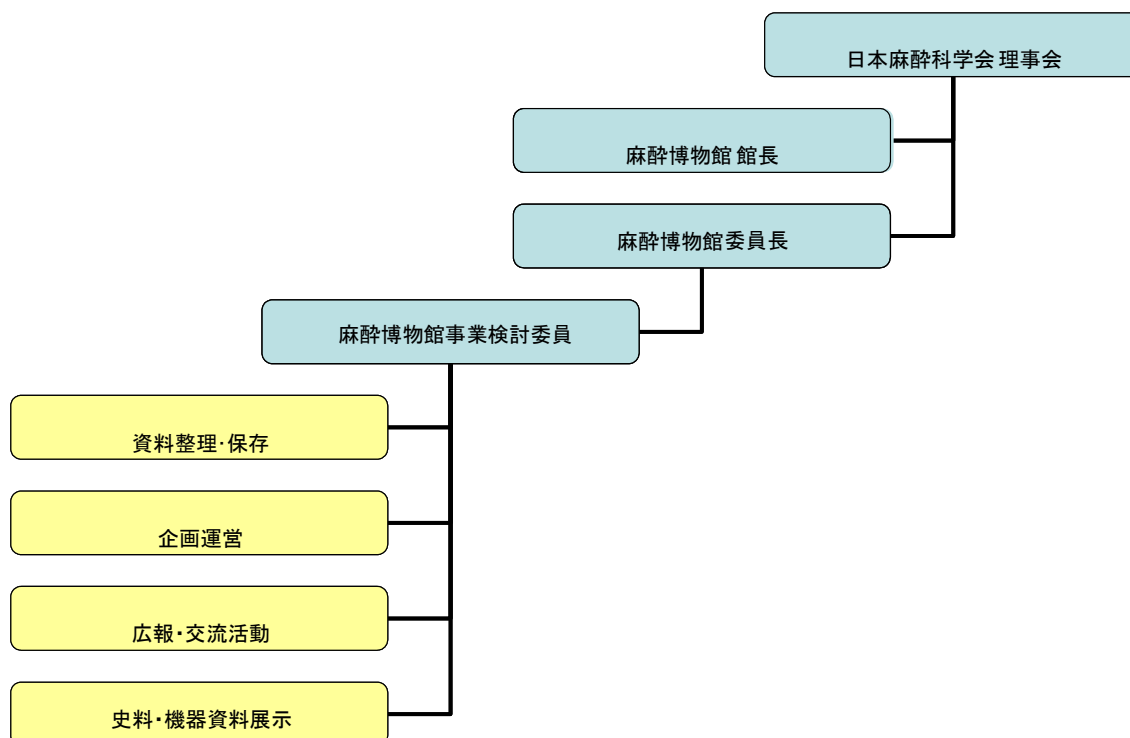 日本麻酔科学会 理事会
麻酔博物館 館長
麻酔博物館委員長
麻酔博物館事業検討委員
資料整理・保存
企画運営
広報・交流活動
史料・機器資料展示